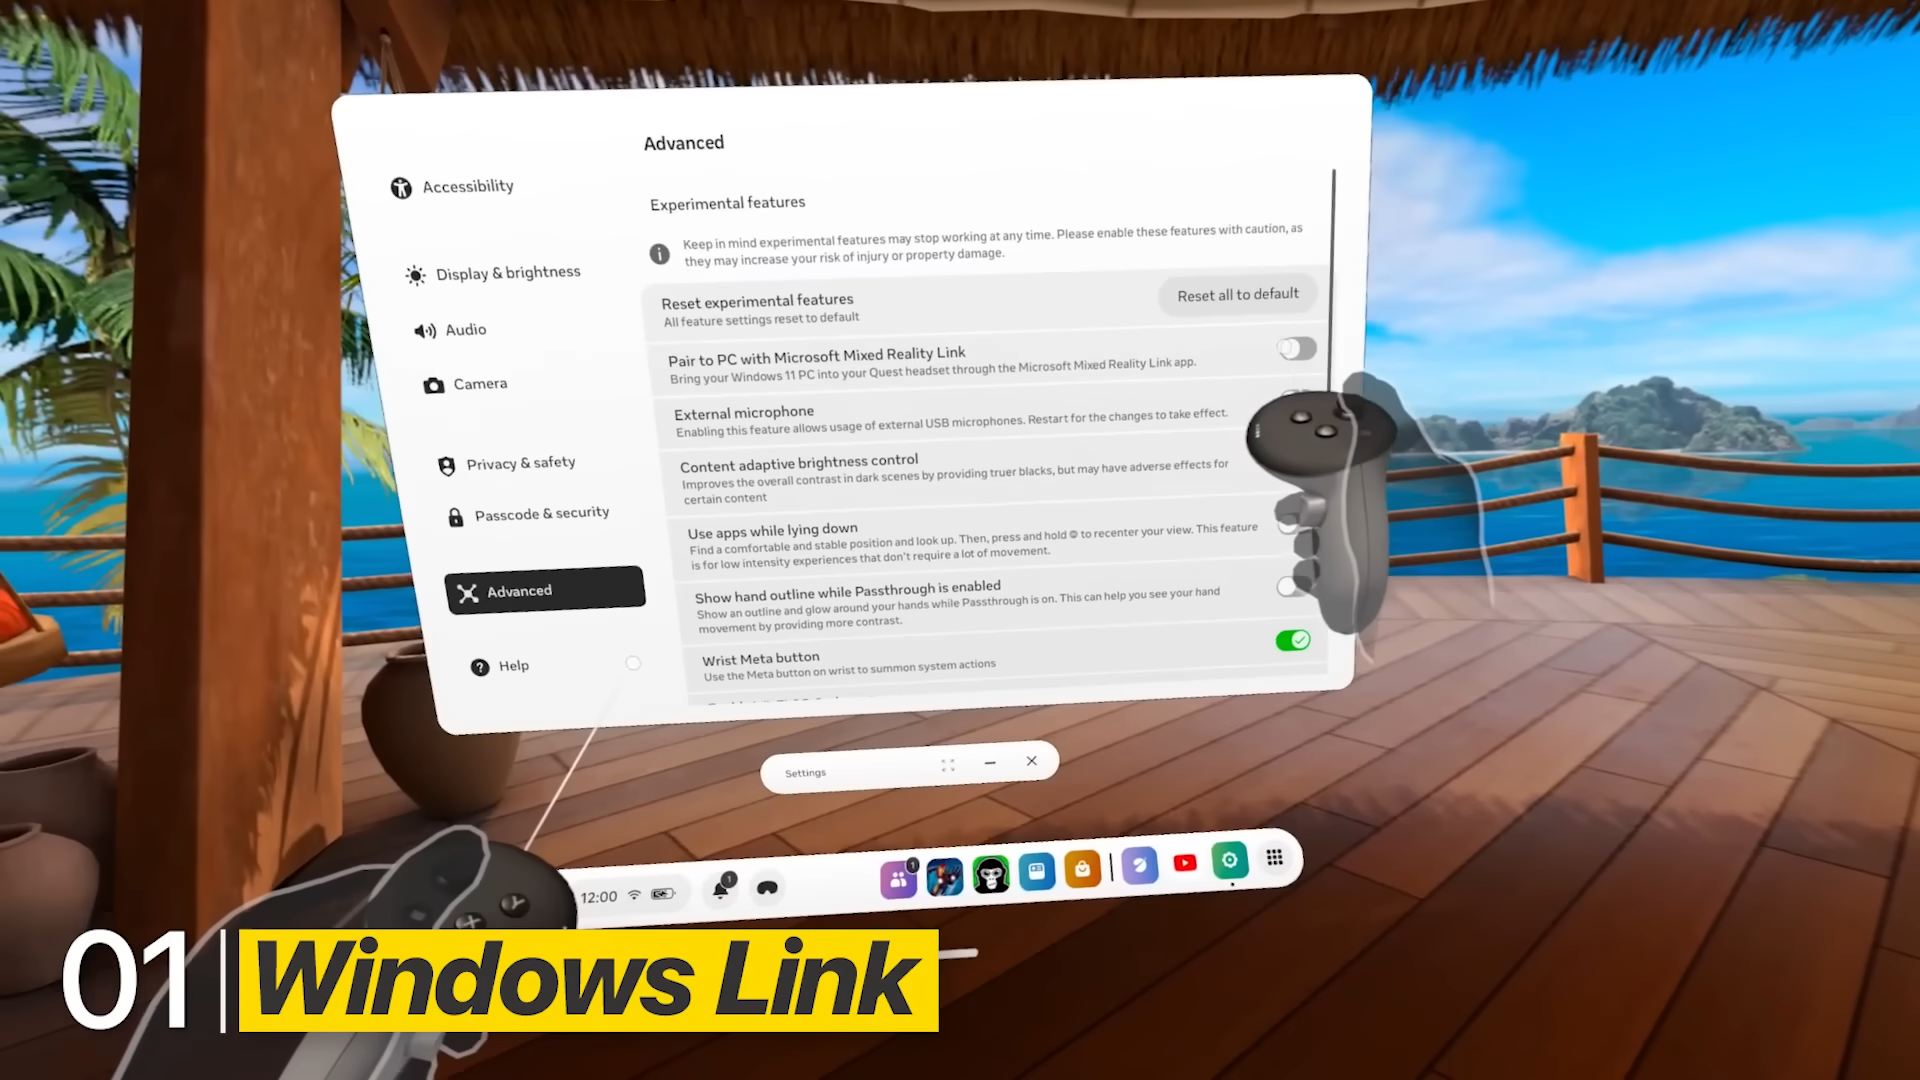 Advanced
Accessibility
Display & brightness
Audio
Camera
Privacy & safety
Passcode & security
Advanced
Help
Experimental features
Keep in mind experimental features may stop working at any time. Please enable these features with caution, as
they may increase your risk of injury or property damage.
Reset experimental features
All feature settings reset to default
Reset all to default
Pair to PC with Microsoft Mixed Reality Link
Bring your Windows 11 PC into your Quest headset through the Microsoft Mixed Reality Link app.
External microphone
Enabling this feature allows usage of external USB microphones. Restart for the changes to take effect.
Content adaptive brightness control
Improves the overall contrast in dark scenes by providing truer blacks, but may have adverse effects for
certain content
Use apps while lying down
Find a comfortable and stable position and look up. Then, press and hold to recenter your view. This feature
is for low intensity experiences that don't require a lot of movement.
Show hand outline while Passthrough is enabled
Show an outline and glow around your hands while Passthrough is on. This can help you see your hand
movement by providing more contrast.
Wrist Meta button
Use the Meta button on wrist to summon system actions
Settings
12:00
1
1
01
Windows Link